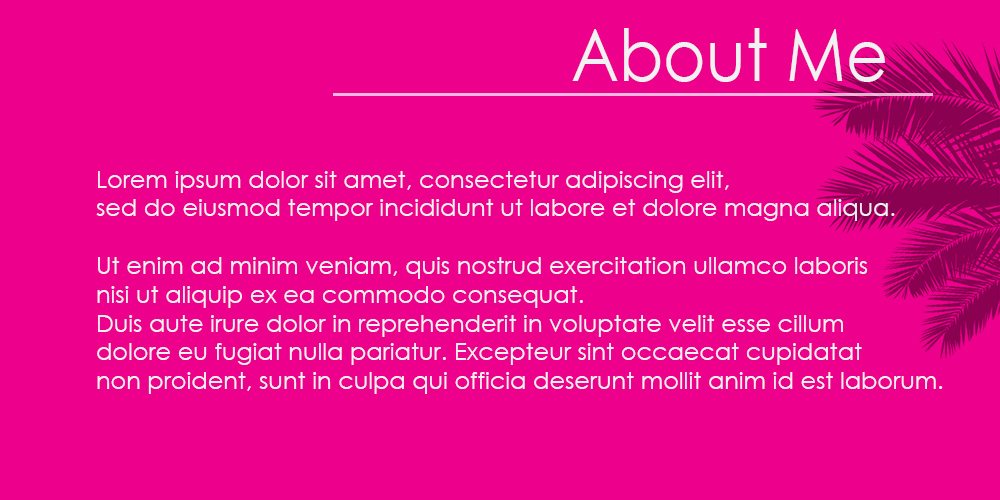 About Me
Lorem ipsum dolor sit amet, consectetur adipiscing elit,
sed do eiusmod tempor incididunt ut labore et dolore magna aliqua.
Ut enim ad minim veniam, quis nostrud exercitation ullamco laboris
nisi ut aliquip ex ea commodo consequat.
Duis aute irure dolor in reprehenderit in voluptate velit esse cillum
dolore eu fugiat nulla pariatur. Excepteur sint occaecat cupidatat
non proident, sunt in culpa qui officia deserunt mollit anim id est laborum.